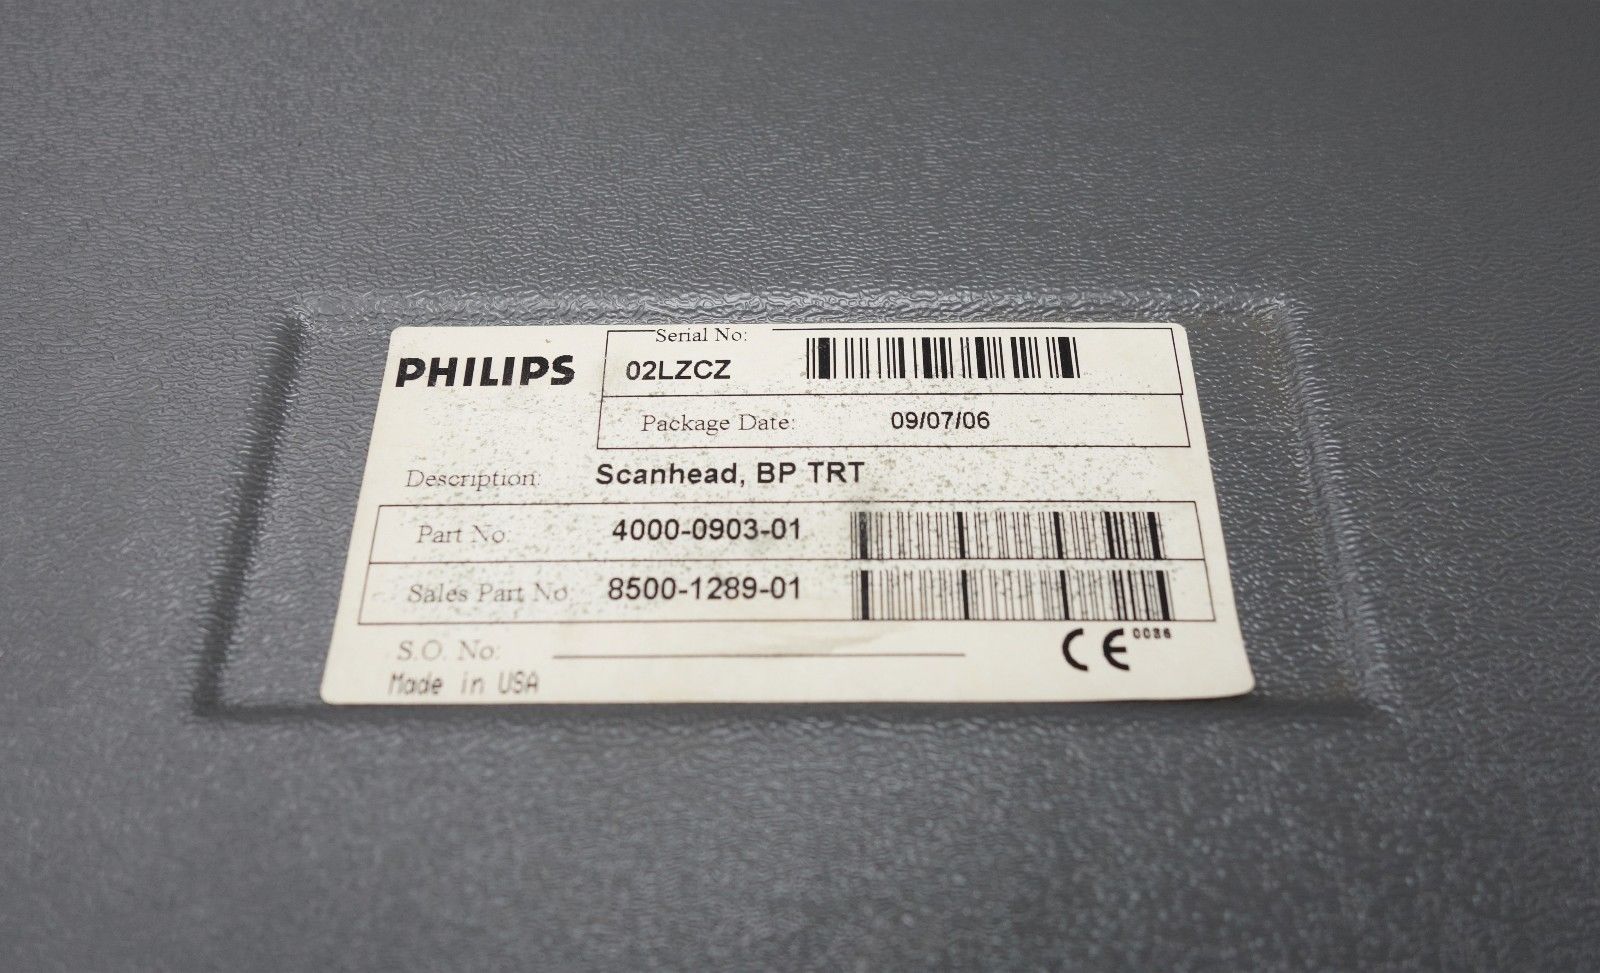 PHILIPS
Serial No:
02LZCZ
Package Date: 09/07/06
Description: Scanhead, BP TRT
Part No: 4000-0903-01
Sales Part No: 8500-1289-01
S.O. No:
CE 0086
Made in USA